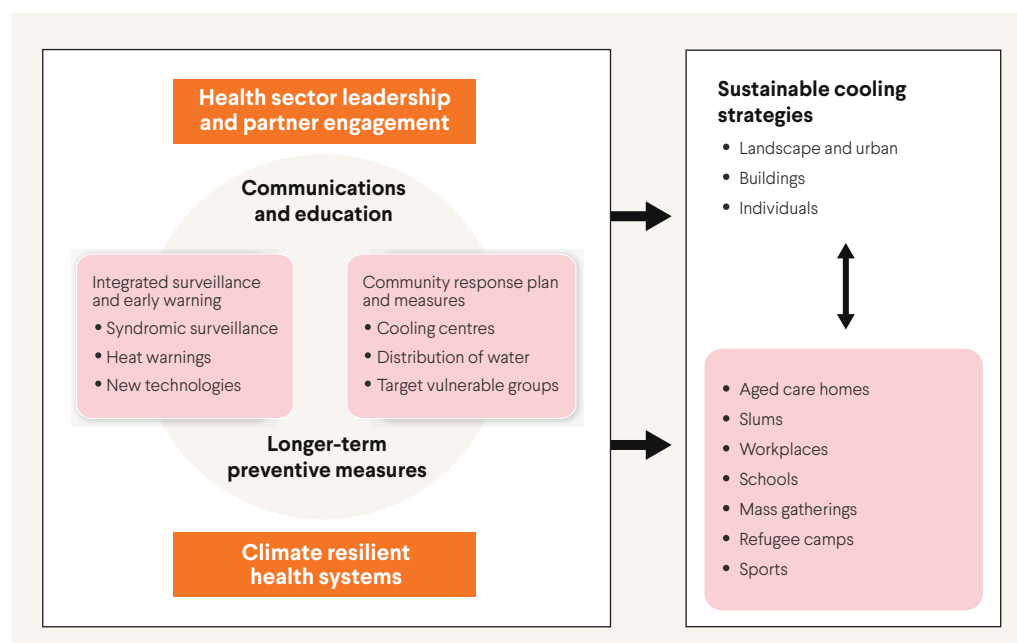 Health sector leadership
and partner engagement
Communications
and education
Integrated surveillance
and early warning
• Syndromic surveillance
• Heat warnings
• New technologies
Community response plan
and measures
• Cooling centres
• Distribution of water
• Target vulnerable groups
Longer-term
preventive measures
Climate resilient
health systems
Sustainable cooling
strategies
• Landscape and urban
• Buildings
• Individuals
• Aged care homes
• Slums
• Workplaces
• Schools
• Mass gatherings
• Refugee camps
• Sports